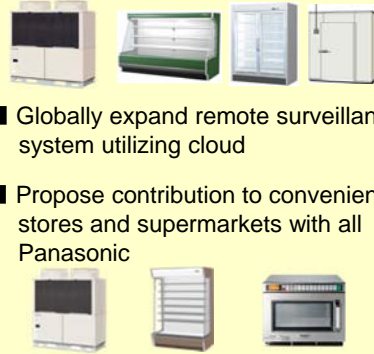 ■ Globally expand remote surveillan
system utilizing cloud
■ Propose contribution to convenien
stores and supermarkets with all
Panasonic